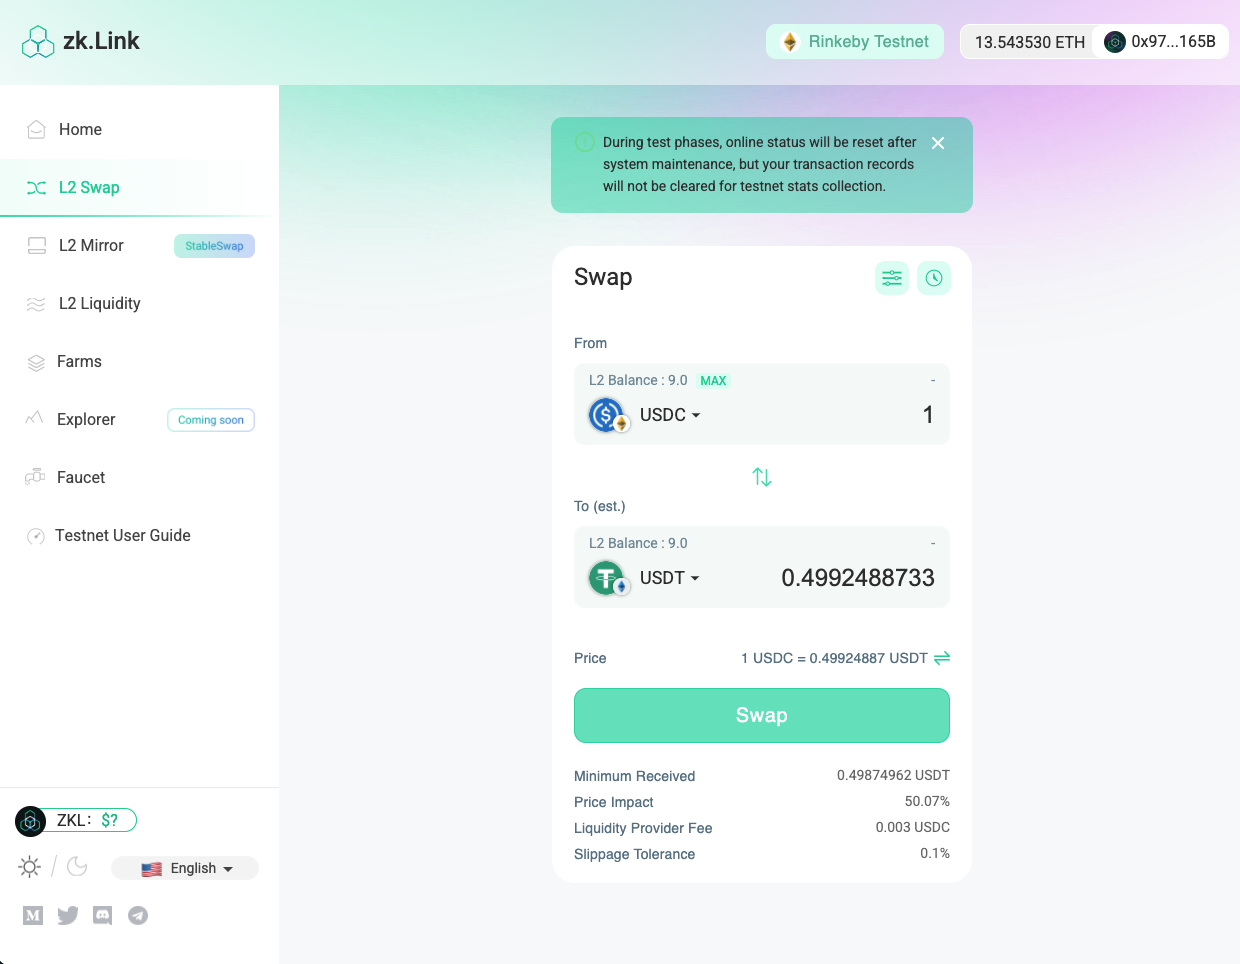 zk.Link
Rinkeby Testnet
13.543530 ETH
0x97...165B
Home
L2 Swap
L2 Mirror
StableSwap
L2 Liquidity
Farms
Explorer
Coming soon
Faucet
Testnet User Guide
ZKL: $?
English
During test phases, online status will be reset after
system maintenance, but your transaction records
will not be cleared for testnet stats collection.
Swap
From
L2 Balance : 9.0 MAX -
USDC 1
To (est.)
L2 Balance : 9.0 -
USDT 0.4992488733
Price 1 USDC = 0.49924887 USDT
Swap
Minimum Received 0.49874962 USDT
Price Impact 50.07%
Liquidity Provider Fee 0.003 USDC
Slippage Tolerance 0.1%